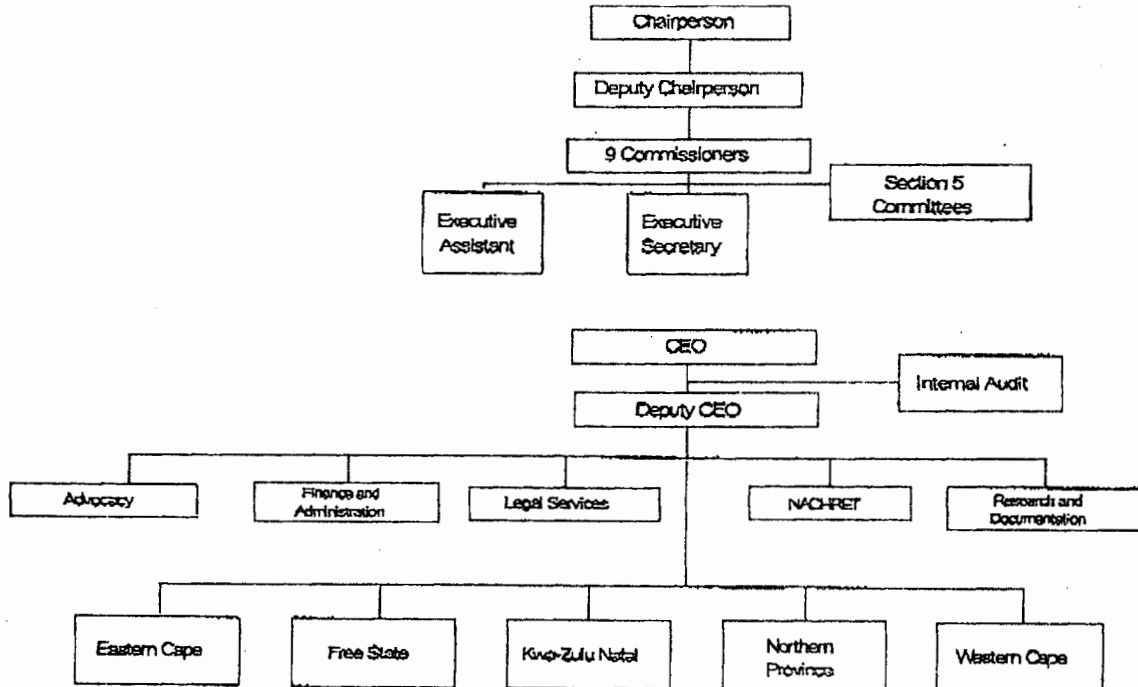 Chairperson
Deputy Chairperson
9 Commissioners
Section 5
Committees
Executive
Assistant
Executive
Secretary
CEO
Internal Audit
Deputy CEO
Advocacy
Finance and
Administration
Legal Services
NACHRET
Research and
Documentation
Eastern Cape
Free State
Kwa-Zulu Natal
Northern
Province
Western Cape